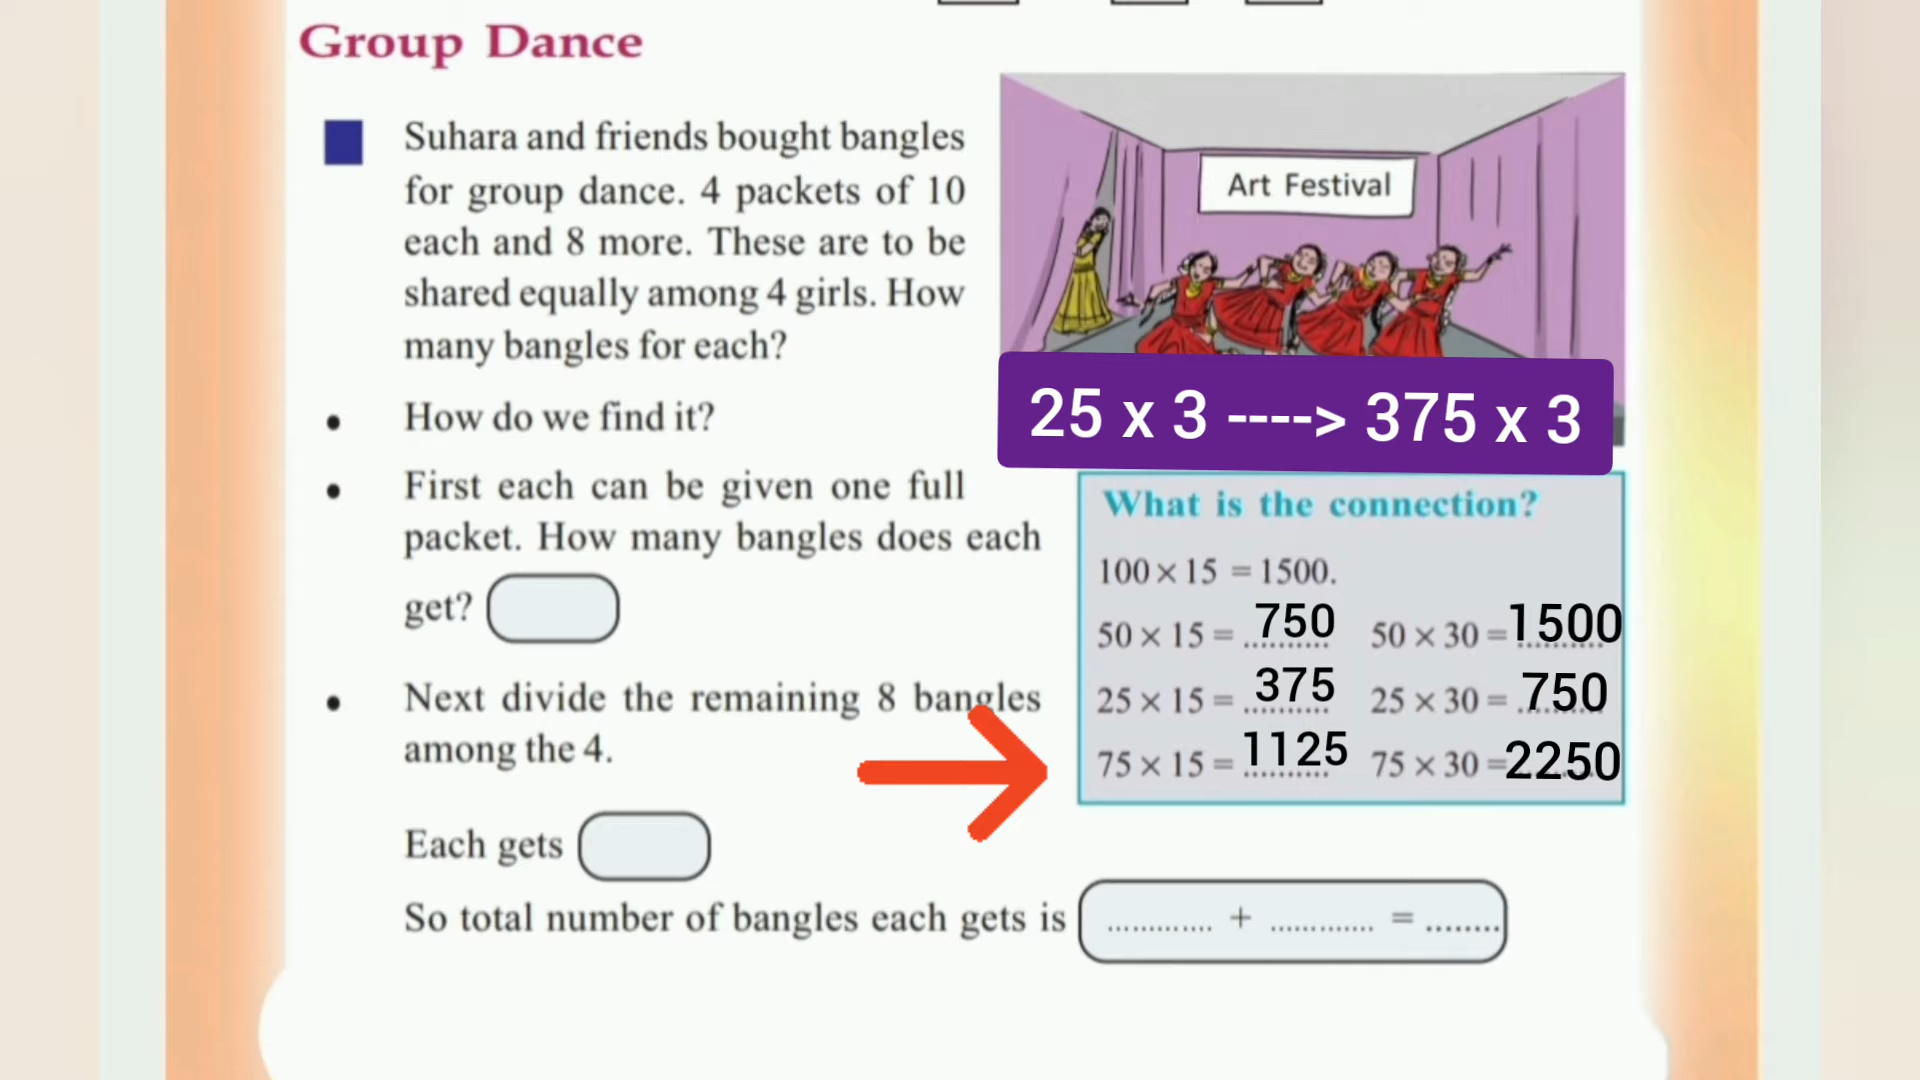 Group Dance
Suhara and friends bought bangles
for group dance. 4 packets of 10
each and 8 more. These are to be
shared equally among 4 girls. How
many bangles for each?
Art Festival
How do we find it?
25 x 3 ----> 375 x 3
First each can be given one full
packet. How many bangles does each
get?
Next divide the remaining 8 bangles
among the 4.
Each gets
So total number of bangles each gets is ............. + ............. = .........
What is the connection?
100 × 15 = 1500.
50 × 15 = 750 50 × 30 = 1500
25 × 15 = 375 25 × 30 = 750
75 × 15 = 1125 75 × 30 = 2250